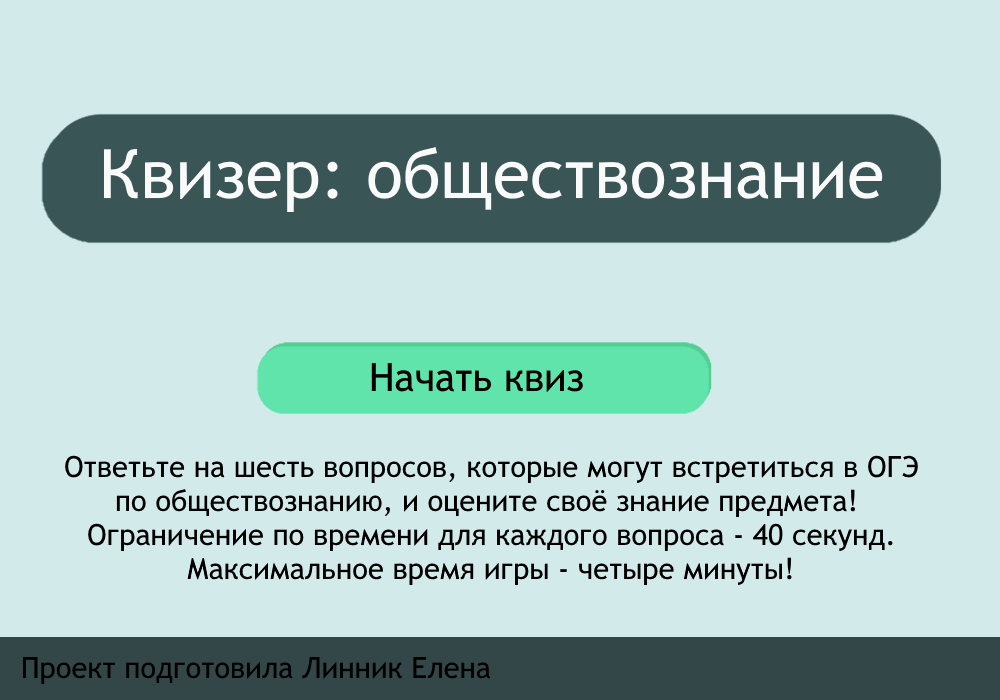 Квизер: обществознание
Начать квиз
Ответьте на шесть вопросов, которые могут встретиться в ОГЭ
по обществознанию, и оцените своё знание предмета!
Ограничение по времени для каждого вопроса - 40 секунд.
Максимальное время игры - четыре минуты!
Проект подготовила Линник Елена